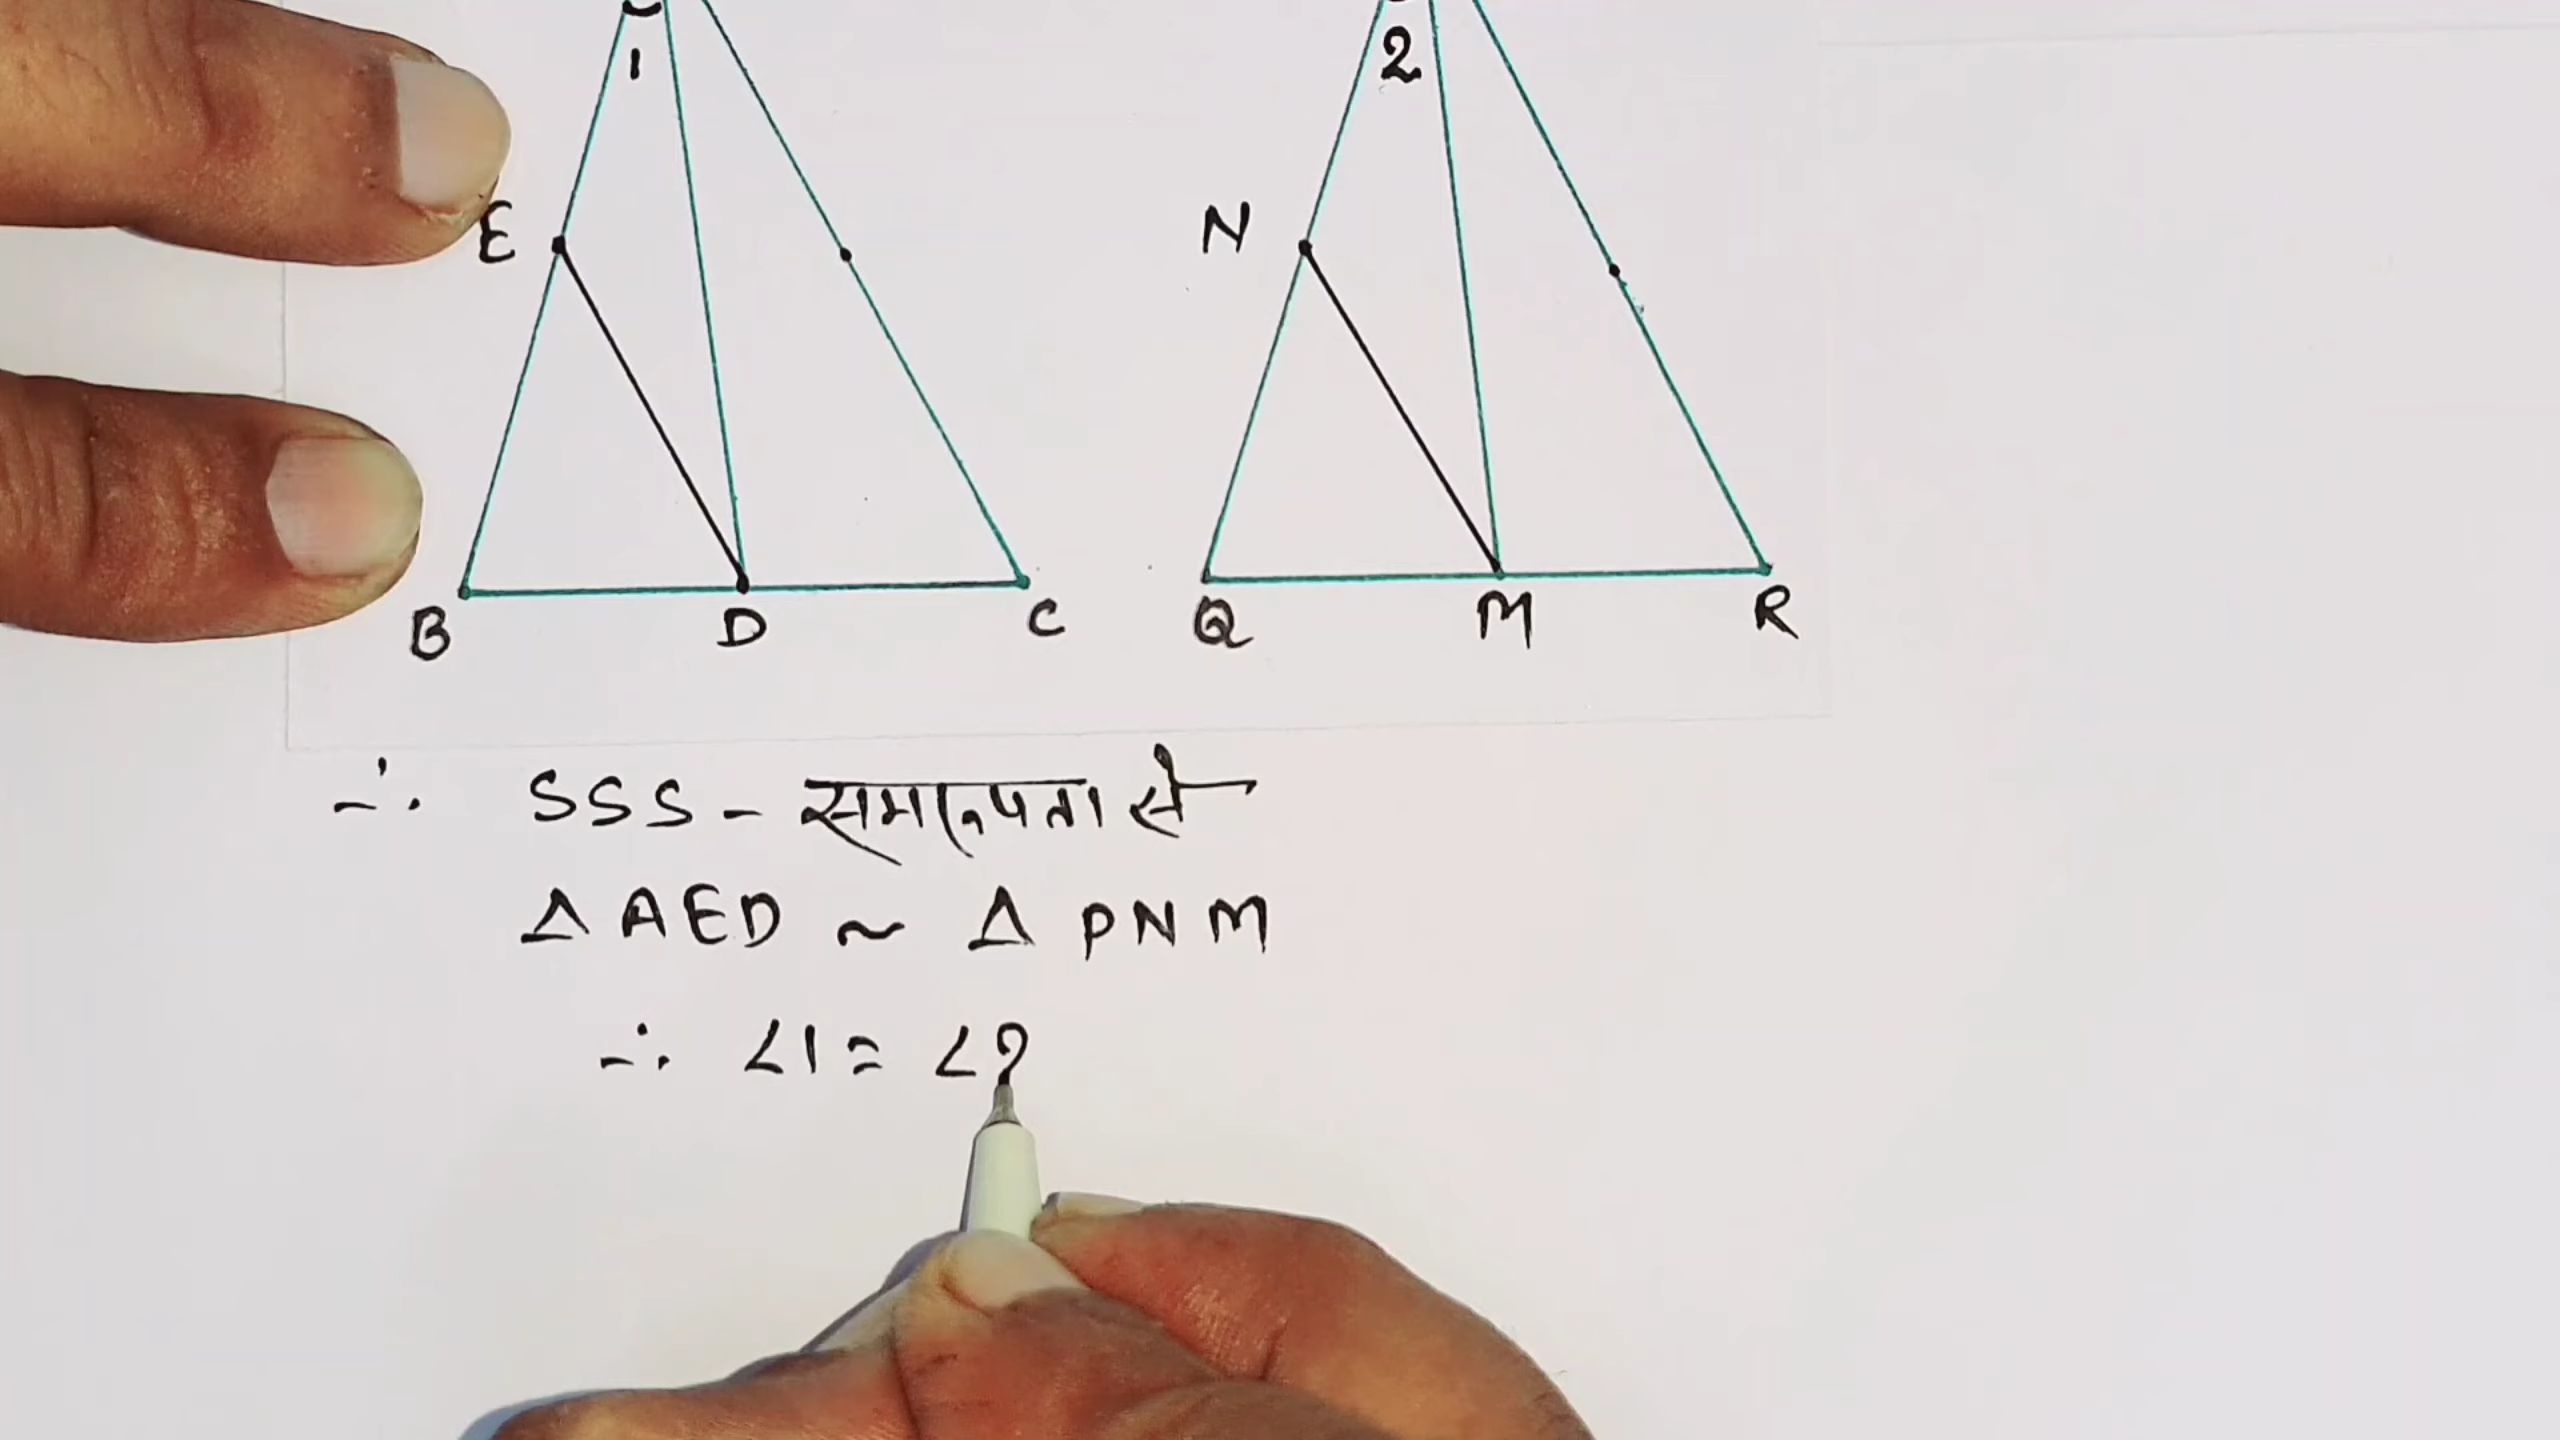 1 2
E N
B D C Q M R
∴ SSS - समरूपता से
Δ AED ~ Δ PNM
∴ ∠1 = ∠2